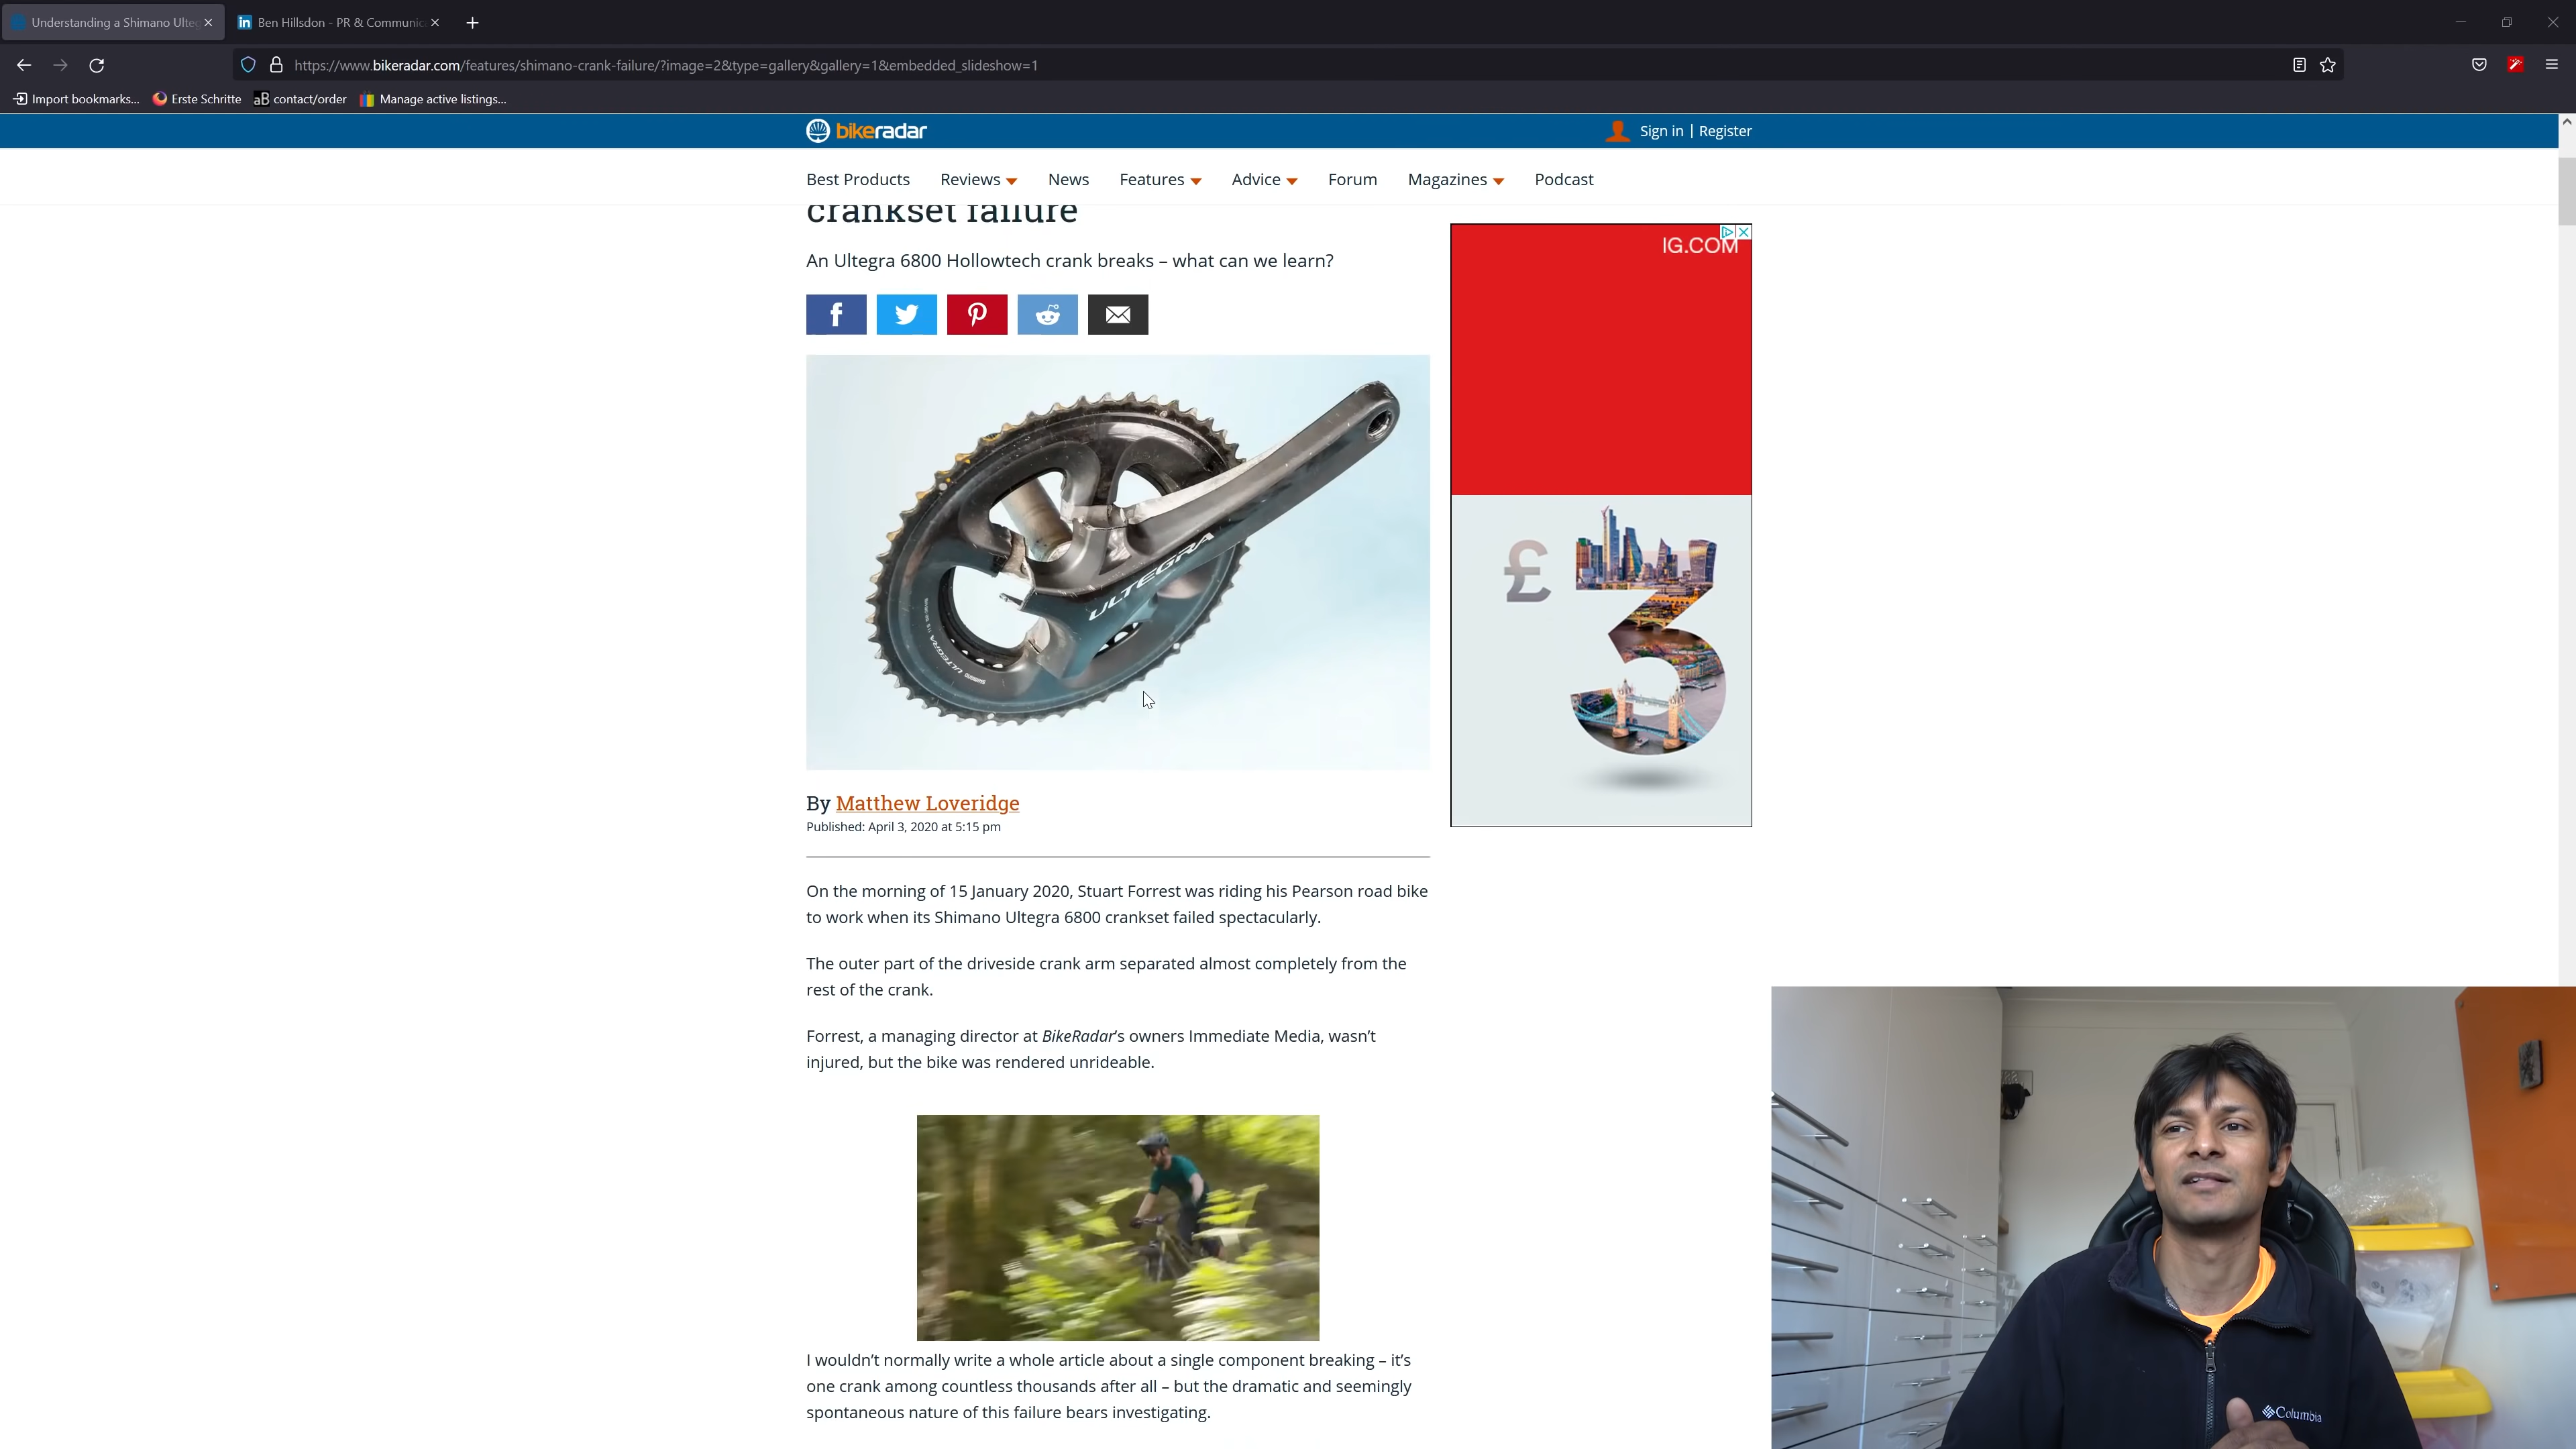 Understanding a Shimano Ulteg
Ben Hillsdon - PR & Communic
https://www.bikeradar.com/features/shimano-crank-failure/?image=2&type=gallery&gallery=1&embedded_slideshow=1
Import bookmarks...
Erste Schritte
aB contact/order
Manage active listings...
bikeradar
Sign in | Register
Best Products
Reviews
News
Features
Advice
Forum
Magazines
Podcast
crankset failure
An Ultegra 6800 Hollowtech crank breaks – what can we learn?
IG.COM
ULTEGRA
ULTEGRA
SHIMANO
£3
By Matthew Loveridge
Published: April 3, 2020 at 5:15 pm
On the morning of 15 January 2020, Stuart Forrest was riding his Pearson road bike
to work when its Shimano Ultegra 6800 crankset failed spectacularly.
The outer part of the driveside crank arm separated almost completely from the
rest of the crank.
Forrest, a managing director at BikeRadar's owners Immediate Media, wasn't
injured, but the bike was rendered unrideable.
I wouldn't normally write a whole article about a single component breaking – it's
one crank among countless thousands after all – but the dramatic and seemingly
spontaneous nature of this failure bears investigating.
Columbia